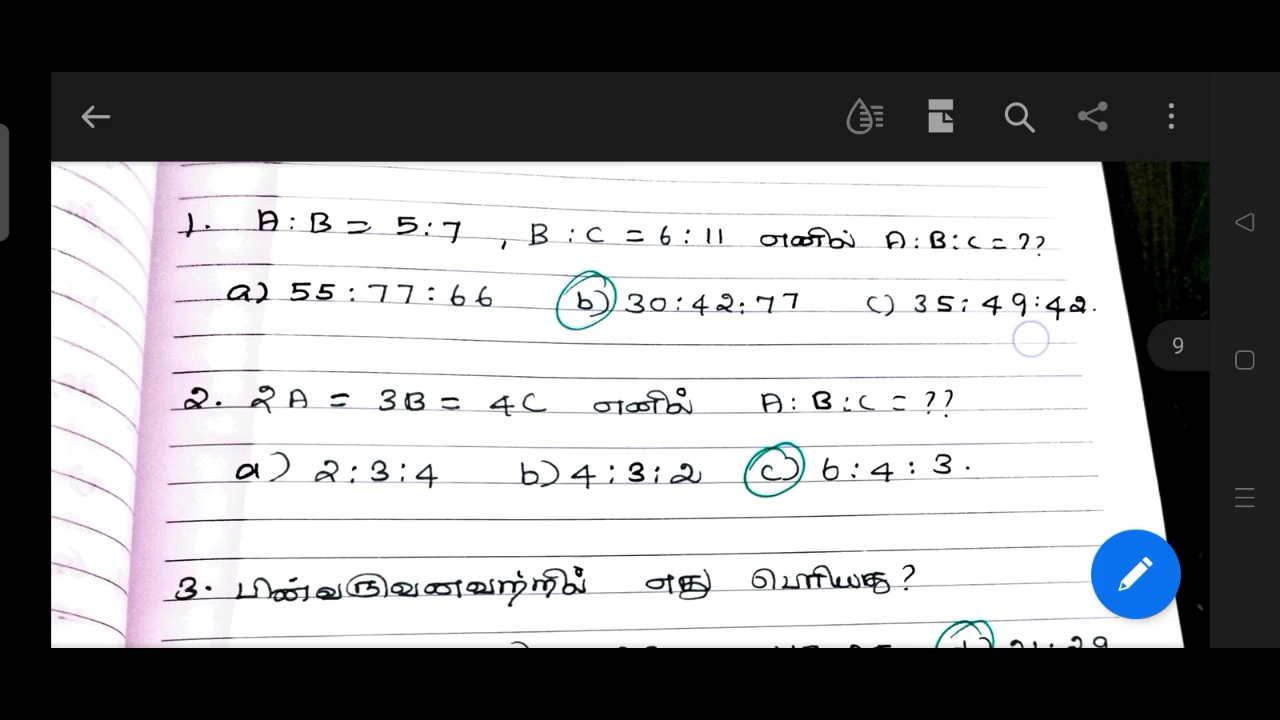 1. A:B = 5:7 , B:C = 6:11 எனில் A:B:C = ??
a) 55:77:66 b) 30:42:77 c) 35:49:42.
9
2. 2A = 3B = 4C எனில் A:B:C = ??
a) 2:3:4 b) 4:3:2 c) 6:4:3.
3. பின்வருவனவற்றில் எது பெரியது?